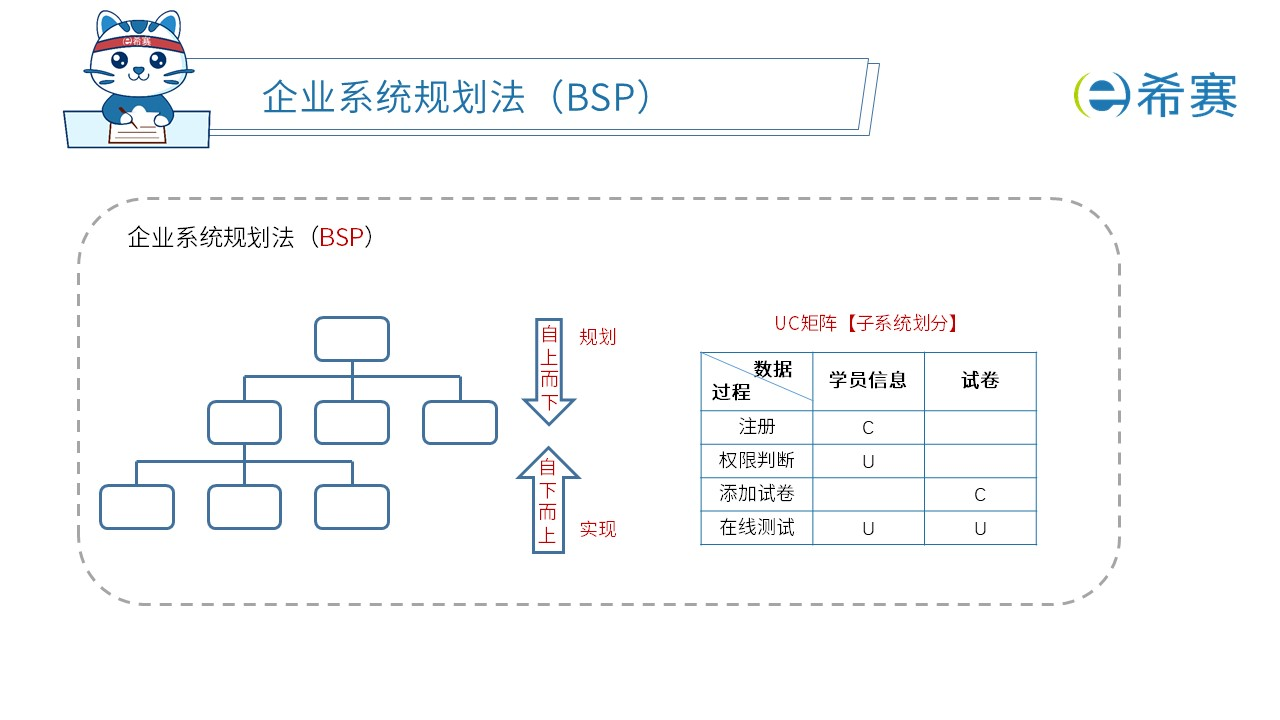 希赛
企业系统规划法（BSP）
希赛
企业系统规划法（BSP）
自上而下
规划
自下而上
实现
UC矩阵【子系统划分】
数据
过程
学员信息
试卷
注册 C
权限判断 U
添加试卷 C
在线测试 U U